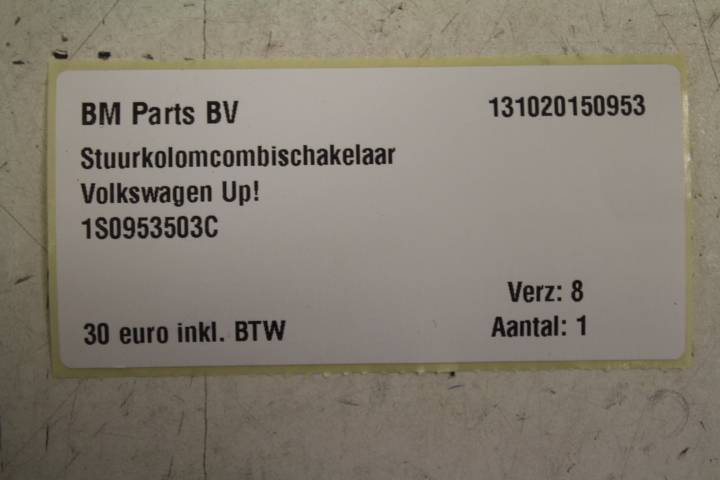 BM Parts BV 131020150953
Stuurkolomcombischakelaar
Volkswagen Up!
1S0953503C
Verz: 8
30 euro inkl. BTW Aantal: 1